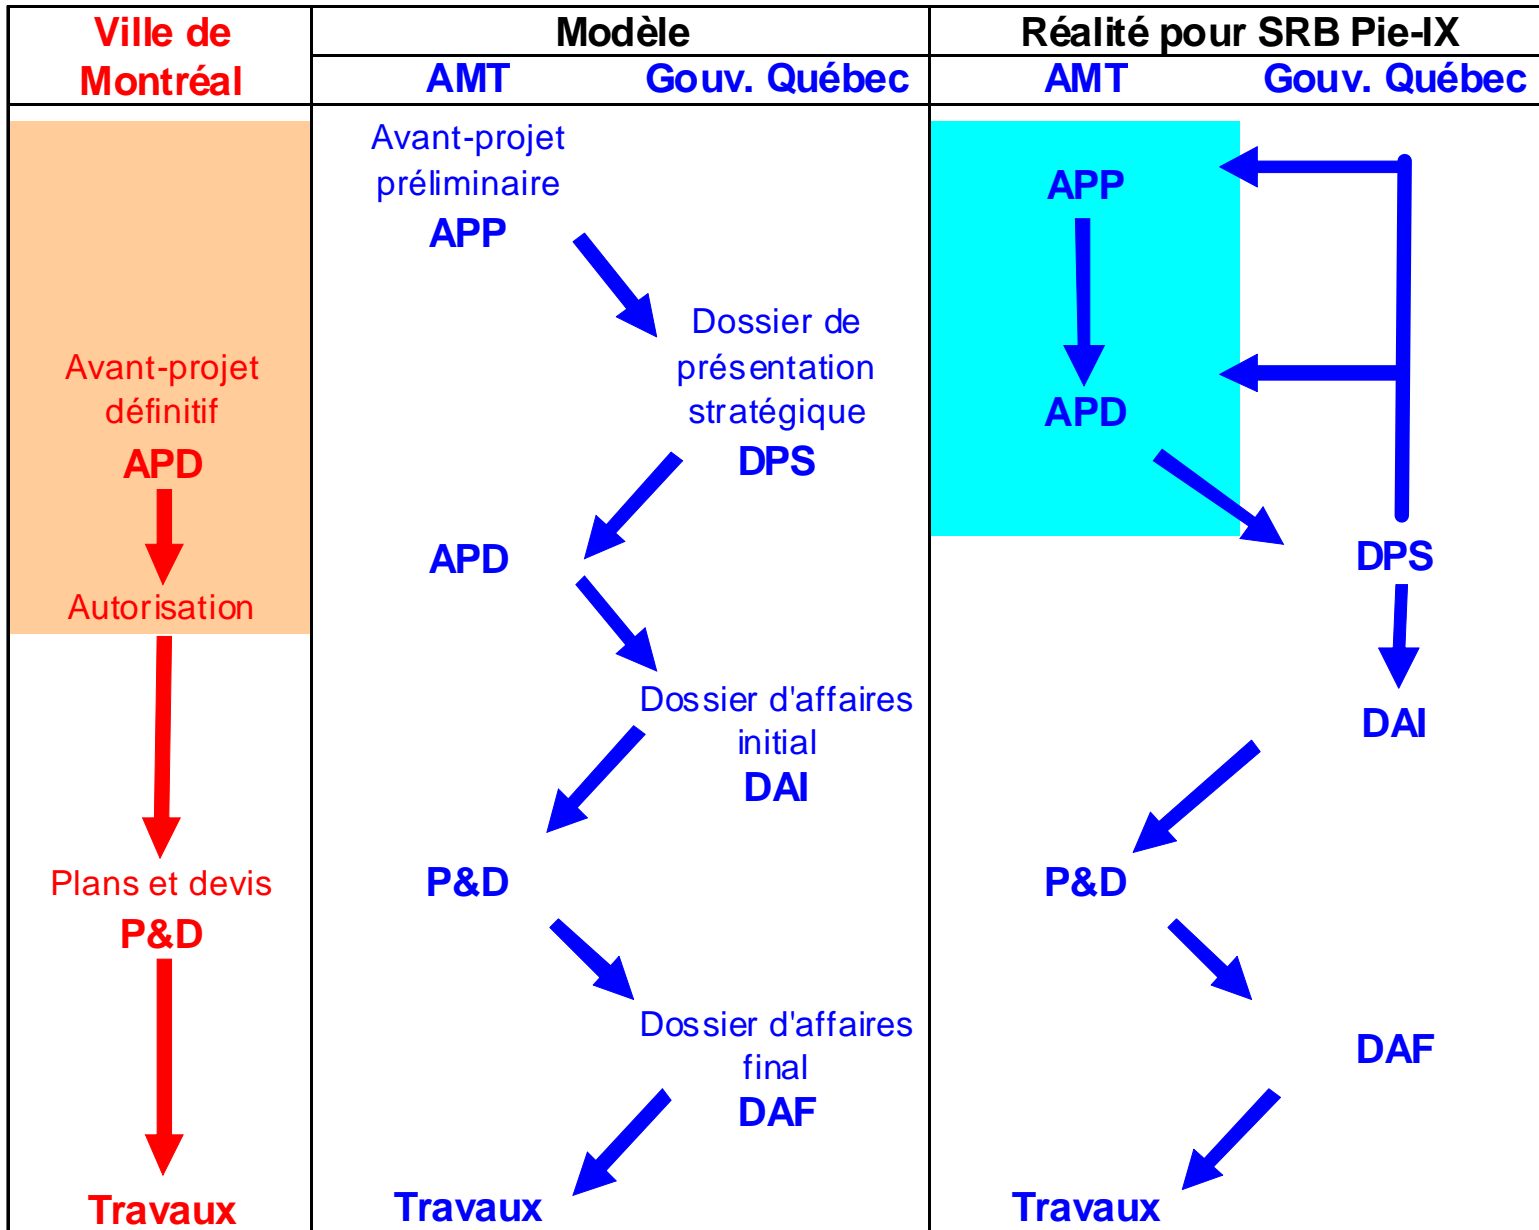 Ville de
Montréal
Modèle
AMT
Gouv. Québec
Réalité pour SRB Pie-IX
AMT
Gouv. Québec
Avant-projet
définitif
APD
Autorisation
Plans et devis
P&D
Travaux
Avant-projet
préliminaire
APP
Dossier de
présentation
stratégique
DPS
APD
Dossier d'affaires
initial
DAI
P&D
Dossier d'affaires
final
DAF
Travaux
APP
APD
DPS
DAI
P&D
DAF
Travaux